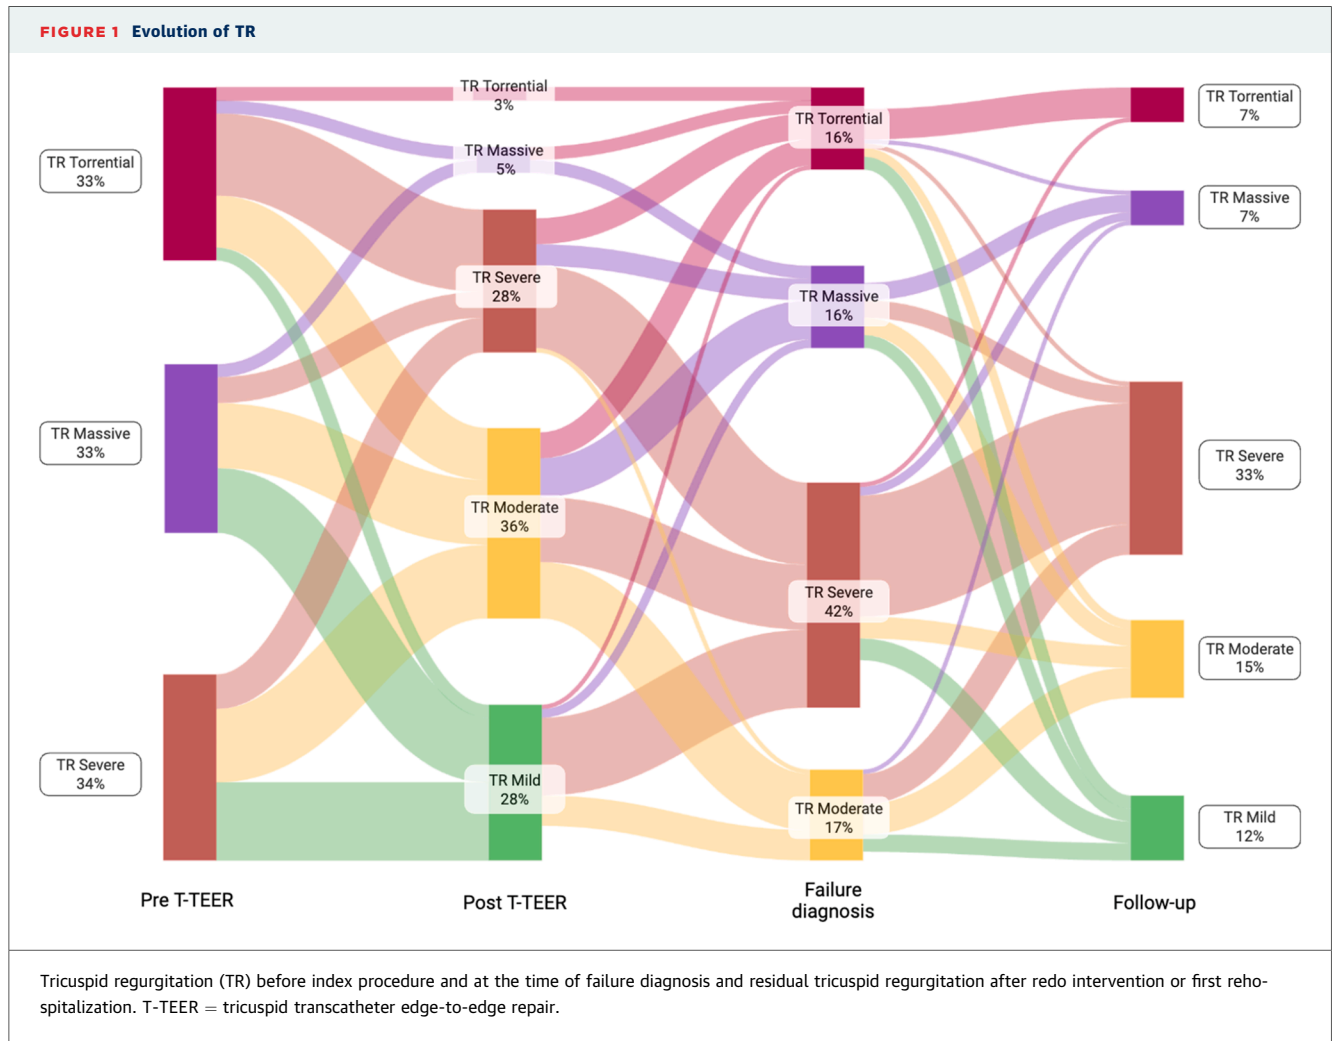 FIGURE 1 Evolution of TR
TR Torrential
33%
TR Massive
33%
TR Severe
34%
Pre T-TEER
TR Torrential
3%
TR Massive
5%
TR Severe
28%
TR Moderate
36%
TR Mild
28%
Post T-TEER
TR Torrential
16%
TR Massive
16%
TR Severe
42%
TR Moderate
17%
Failure
diagnosis
TR Torrential
7%
TR Massive
7%
TR Severe
33%
TR Moderate
15%
TR Mild
12%
Follow-up
Tricuspid regurgitation (TR) before index procedure and at the time of failure diagnosis and residual tricuspid regurgitation after redo intervention or first reho-
spitalization. T-TEER = tricuspid transcatheter edge-to-edge repair.